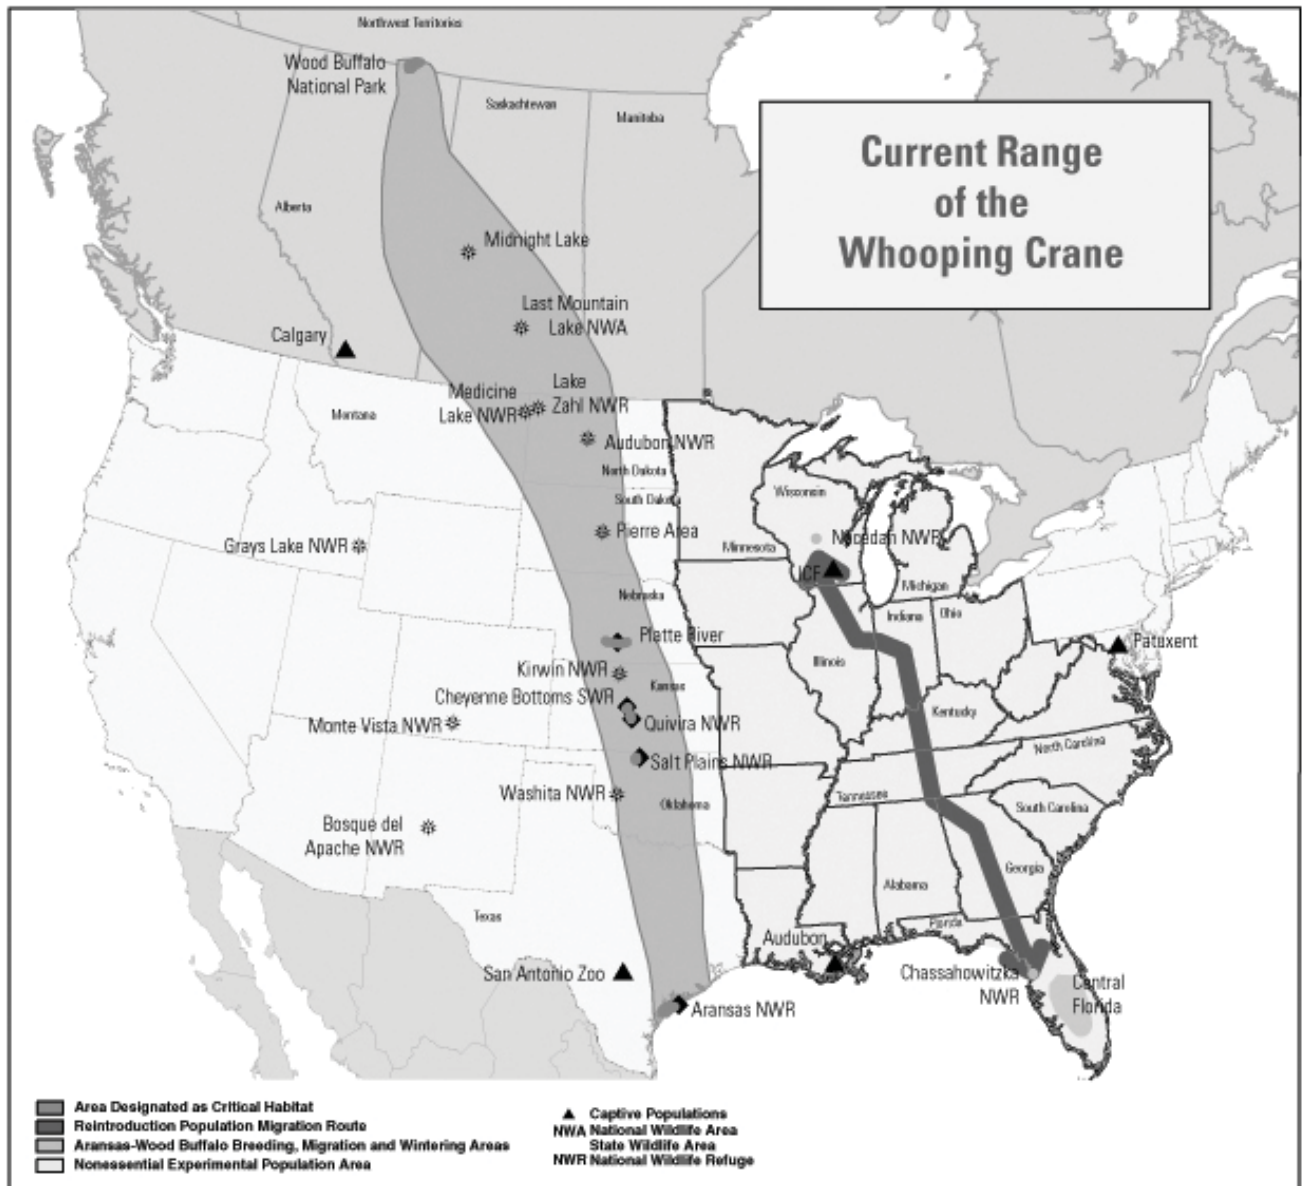 Northwest Territories
Wood Buffalo
National Park
Saskachtewan
Manitoba
Current Range
of the
Whooping Crane
Alberta
Midnight Lake
Last Mountain
Lake NWA
Calgary
Medicine
Lake NWR
Lake
Zahl NWR
Montana
Audubon NWR
North Dakota
South Dakota
Wisconsin
Pierre Area
Necedah NWR
Minnesota
Grays Lake NWR
ICF
Michigan
Nebraska
Indiana
Ohio
Platte River
Patuxent
Illinois
Kirwin NWR
Kansas
Cheyenne Bottoms SWR
Kentucky
Monte Vista NWR
Quivira NWR
North Carolina
Salt Plains NWR
Washita NWR
Tennessee
Oklahoma
South Carolina
Bosque del
Apache NWR
Georgia
Alabama
Texas
Florida
Audubon
San Antonio Zoo
Chassahowitzka
NWR
Central
Florida
Aransas NWR
Area Designated as Critical Habitat
Reintroduction Population Migration Route
Aransas-Wood Buffalo Breeding, Migration and Wintering Areas
Nonessential Experimental Population Area
Captive Populations
NWA National Wildlife Area
State Wildlife Area
NWR National Wildlife Refuge